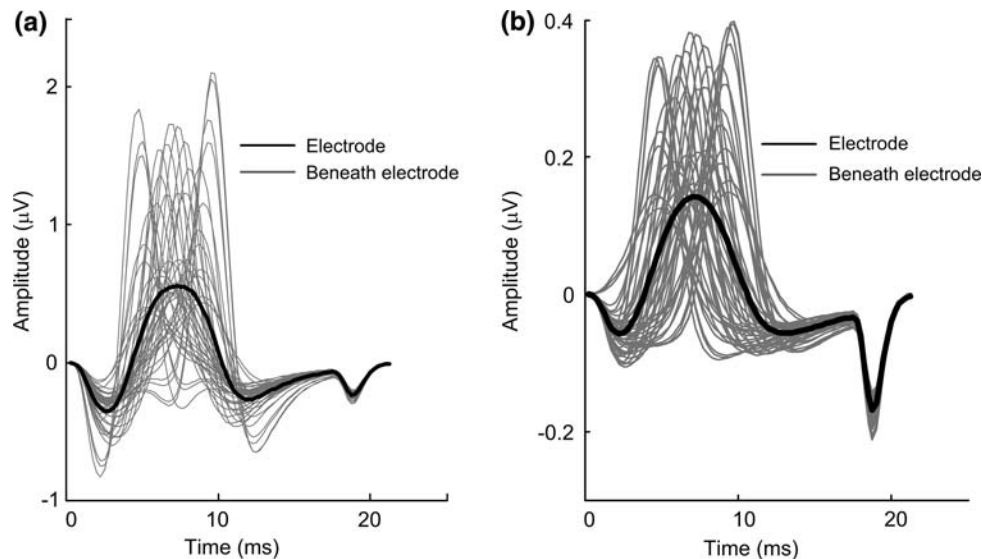 (a)
2
1
0
-1
Amplitude (μV)
Electrode
Beneath electrode
0 10 20
Time (ms)
(b)
0.4
0.2
0
-0.2
Amplitude (μV)
Electrode
Beneath electrode
0 10 20
Time (ms)